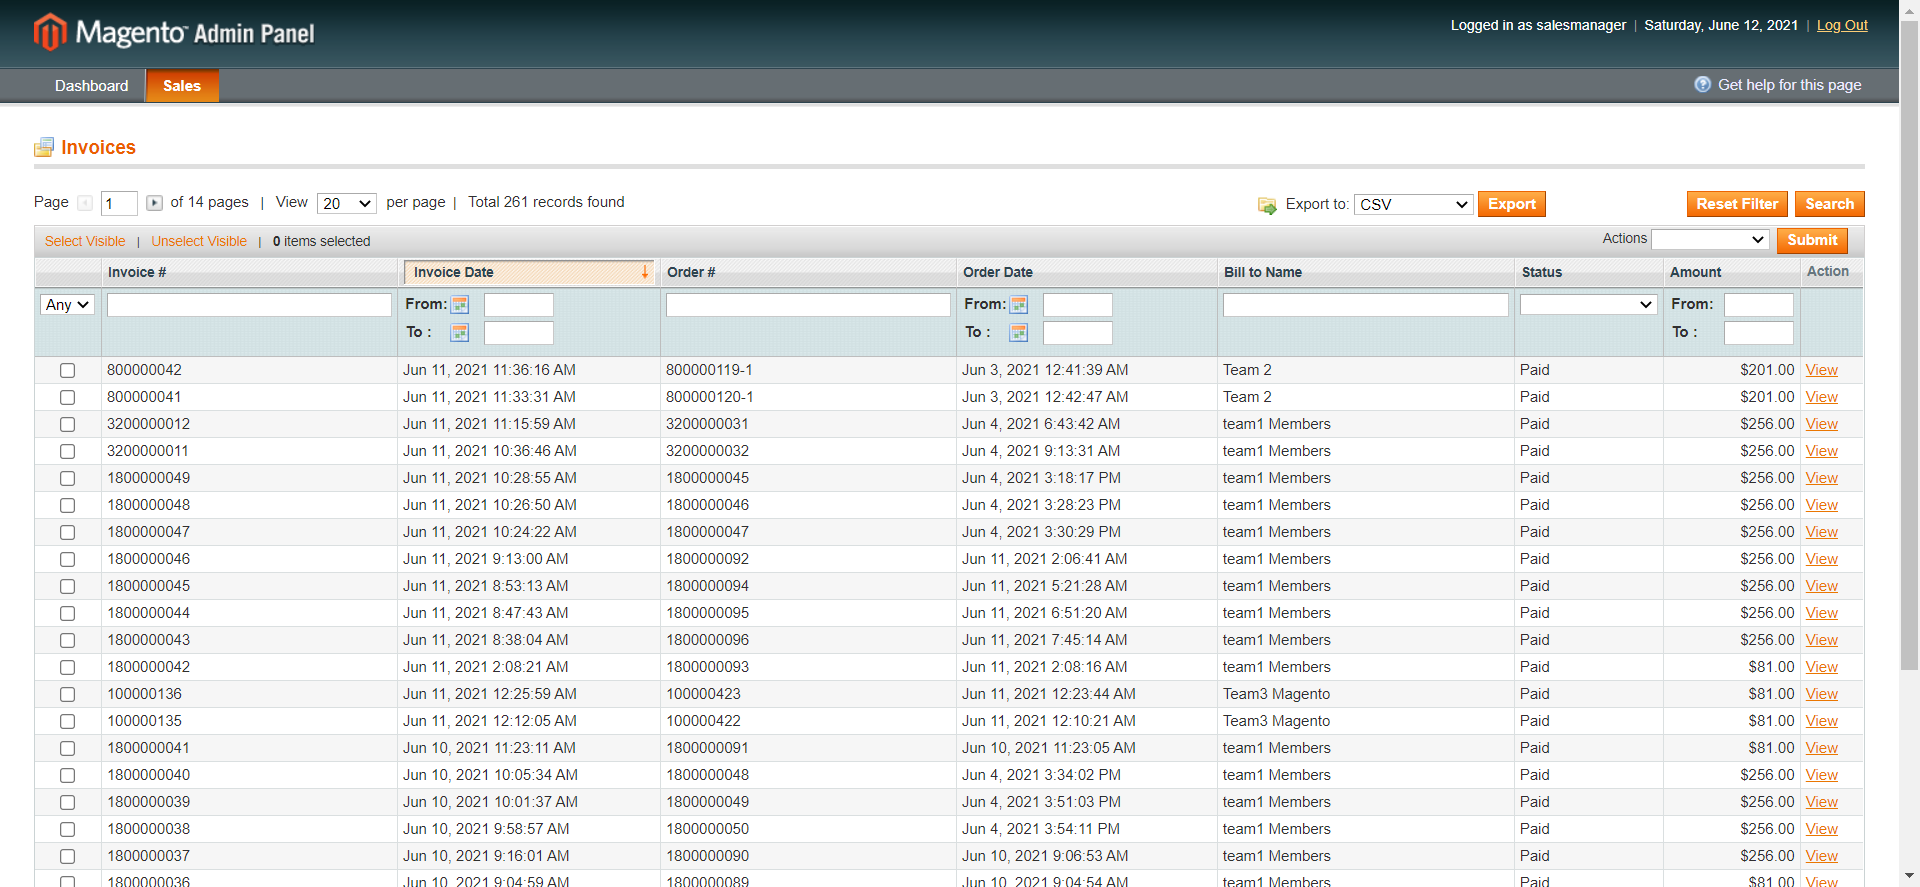 Magento™ Admin Panel
Logged in as salesmanager | Saturday, June 12, 2021 | Log Out
Dashboard Sales Get help for this page
Invoices
Page 1 of 14 pages | View 20 per page | Total 261 records found Export to: CSV Export Reset Filter Search
Select Visible | Unselect Visible | 0 items selected Actions Submit
Invoice # Invoice Date Order # Order Date Bill to Name Status Amount Action
Any From: From: From:
To : To : To :
800000042 Jun 11, 2021 11:36:16 AM 800000119-1 Jun 3, 2021 12:41:39 AM Team 2 Paid $201.00 View
800000041 Jun 11, 2021 11:33:31 AM 800000120-1 Jun 3, 2021 12:42:47 AM Team 2 Paid $201.00 View
3200000012 Jun 11, 2021 11:15:59 AM 3200000031 Jun 4, 2021 6:43:42 AM team1 Members Paid $256.00 View
3200000011 Jun 11, 2021 10:36:46 AM 3200000032 Jun 4, 2021 9:13:31 AM team1 Members Paid $256.00 View
1800000049 Jun 11, 2021 10:28:55 AM 1800000045 Jun 4, 2021 3:18:17 PM team1 Members Paid $256.00 View
1800000048 Jun 11, 2021 10:26:50 AM 1800000046 Jun 4, 2021 3:28:23 PM team1 Members Paid $256.00 View
1800000047 Jun 11, 2021 10:24:22 AM 1800000047 Jun 4, 2021 3:30:29 PM team1 Members Paid $256.00 View
1800000046 Jun 11, 2021 9:13:00 AM 1800000092 Jun 11, 2021 2:06:41 AM team1 Members Paid $256.00 View
1800000045 Jun 11, 2021 8:53:13 AM 1800000094 Jun 11, 2021 5:21:28 AM team1 Members Paid $256.00 View
1800000044 Jun 11, 2021 8:47:43 AM 1800000095 Jun 11, 2021 6:51:20 AM team1 Members Paid $256.00 View
1800000043 Jun 11, 2021 8:38:04 AM 1800000096 Jun 11, 2021 7:45:14 AM team1 Members Paid $256.00 View
1800000042 Jun 11, 2021 2:08:21 AM 1800000093 Jun 11, 2021 2:08:16 AM team1 Members Paid $81.00 View
100000136 Jun 11, 2021 12:25:59 AM 100000423 Jun 11, 2021 12:23:44 AM Team3 Magento Paid $81.00 View
100000135 Jun 11, 2021 12:12:05 AM 100000422 Jun 11, 2021 12:10:21 AM Team3 Magento Paid $81.00 View
1800000041 Jun 10, 2021 11:23:11 AM 1800000091 Jun 10, 2021 11:23:05 AM team1 Members Paid $81.00 View
1800000040 Jun 10, 2021 10:05:34 AM 1800000048 Jun 4, 2021 3:34:02 PM team1 Members Paid $256.00 View
1800000039 Jun 10, 2021 10:01:37 AM 1800000049 Jun 4, 2021 3:51:03 PM team1 Members Paid $256.00 View
1800000038 Jun 10, 2021 9:58:57 AM 1800000050 Jun 4, 2021 3:54:11 PM team1 Members Paid $256.00 View
1800000037 Jun 10, 2021 9:16:01 AM 1800000090 Jun 10, 2021 9:06:53 AM team1 Members Paid $256.00 View
1800000036 Jun 10, 2021 9:04:59 AM 1800000089 Jun 10, 2021 9:04:54 AM team1 Members Paid $81.00 View